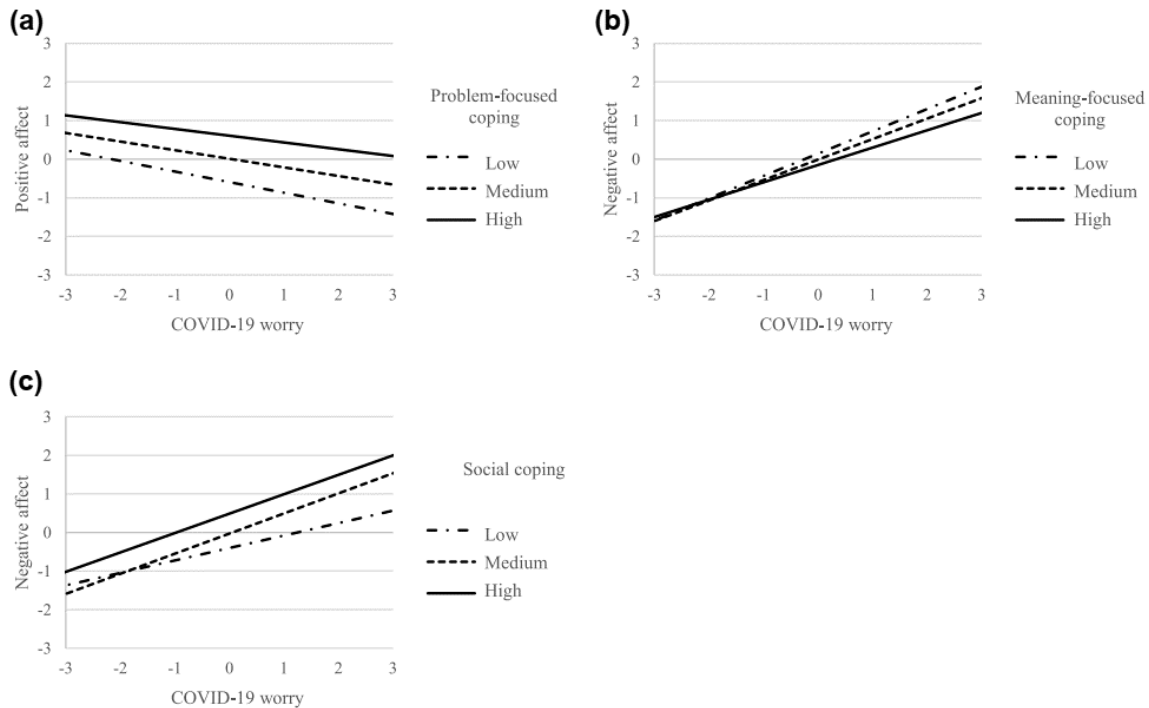 (a)
3
2
1
0
-1
-2
-3
Positive affect
-3 -2 -1 0 1 2 3
COVID-19 worry
Problem-focused
coping
Low
Medium
High
(b)
3
2
1
0
-1
-2
-3
Negative affect
-3 -2 -1 0 1 2 3
COVID-19 worry
Meaning-focused
coping
Low
Medium
High
(c)
3
2
1
0
-1
-2
-3
Negative affect
-3 -2 -1 0 1 2 3
COVID-19 worry
Social coping
Low
Medium
High